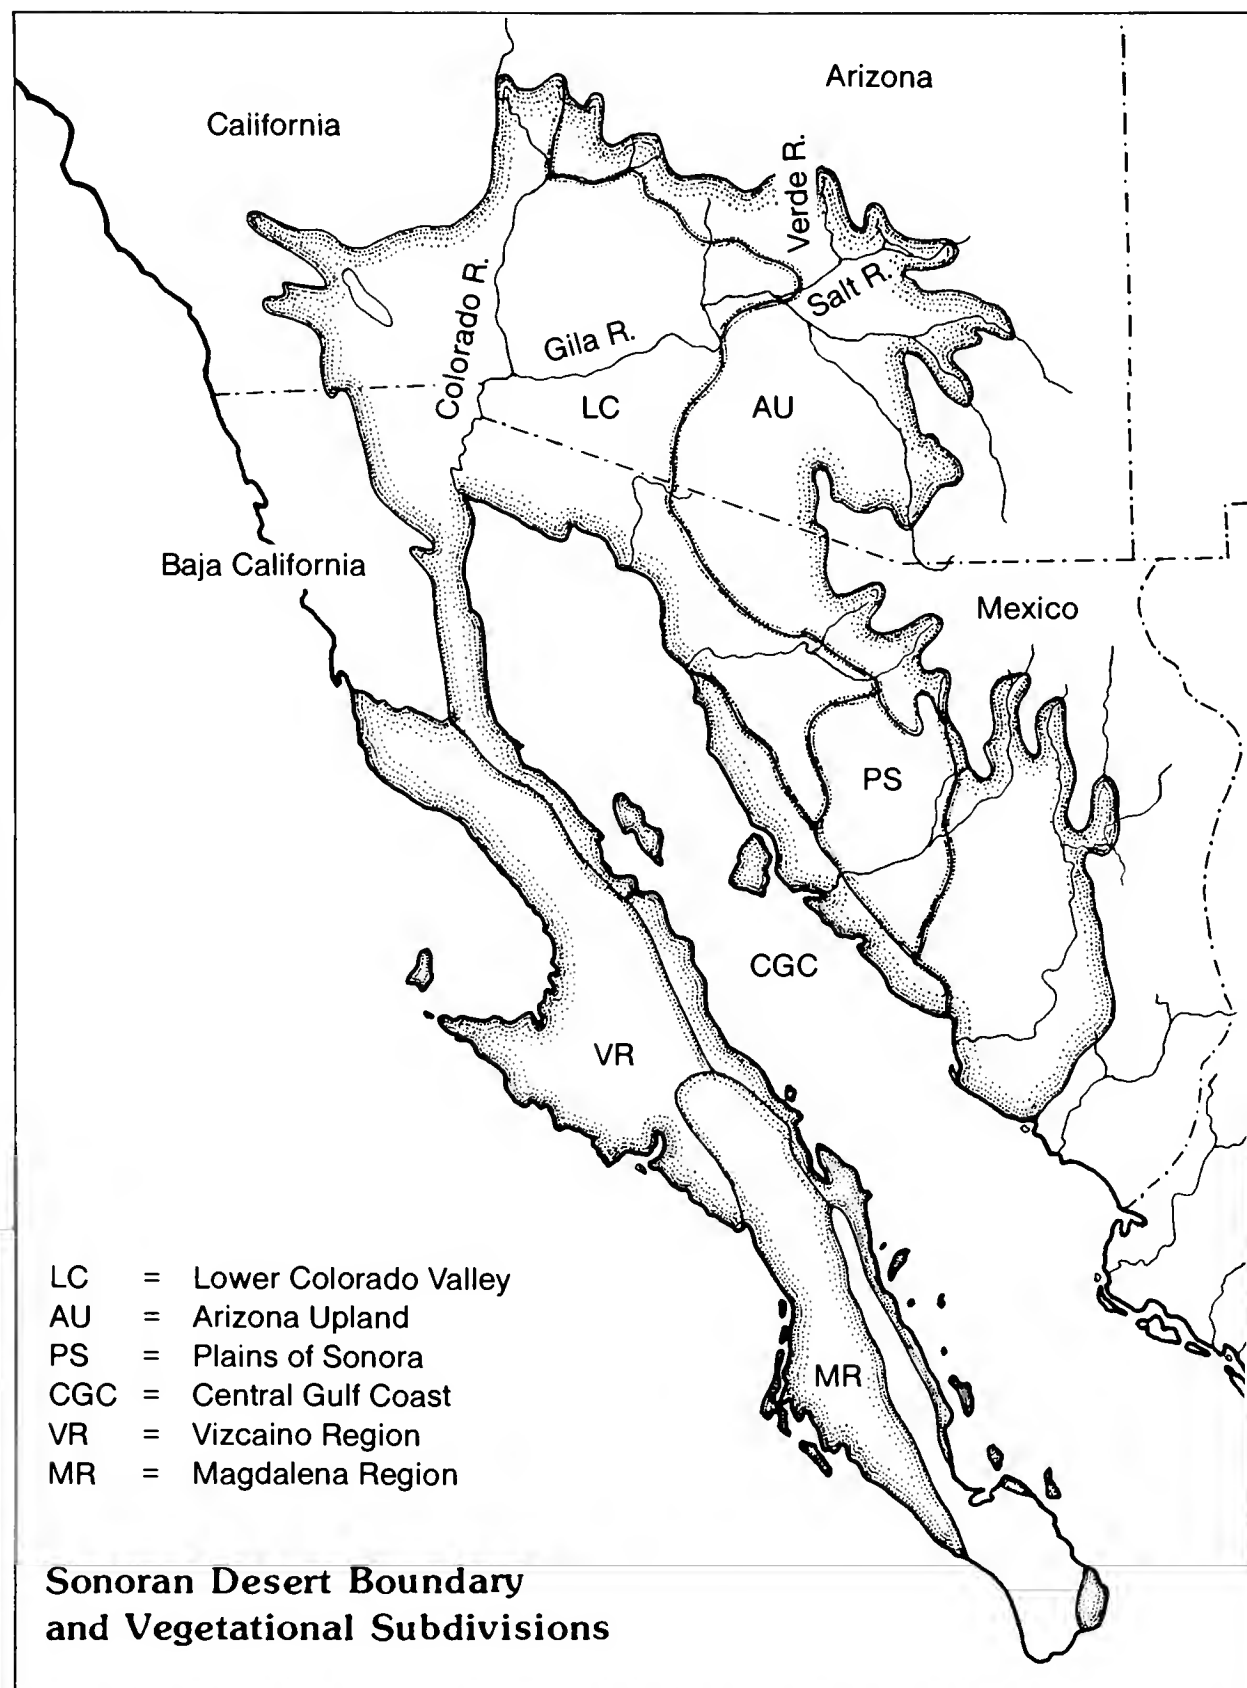 Arizona
California
Verde R.
Colorado R.
Salt R.
Gila R.
LC
AU
Baja California
Mexico
PS
CGC
VR
MR
LC = Lower Colorado Valley
AU = Arizona Upland
PS = Plains of Sonora
CGC = Central Gulf Coast
VR = Vizcaino Region
MR = Magdalena Region
Sonoran Desert Boundary
and Vegetational Subdivisions